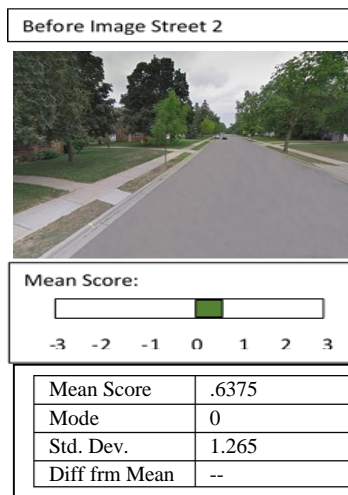 Before Image Street 2
Mean Score:
-3 -2 -1 0 1 2 3
Mean Score .6375
Mode 0
Std. Dev. 1.265
Diff frm Mean --